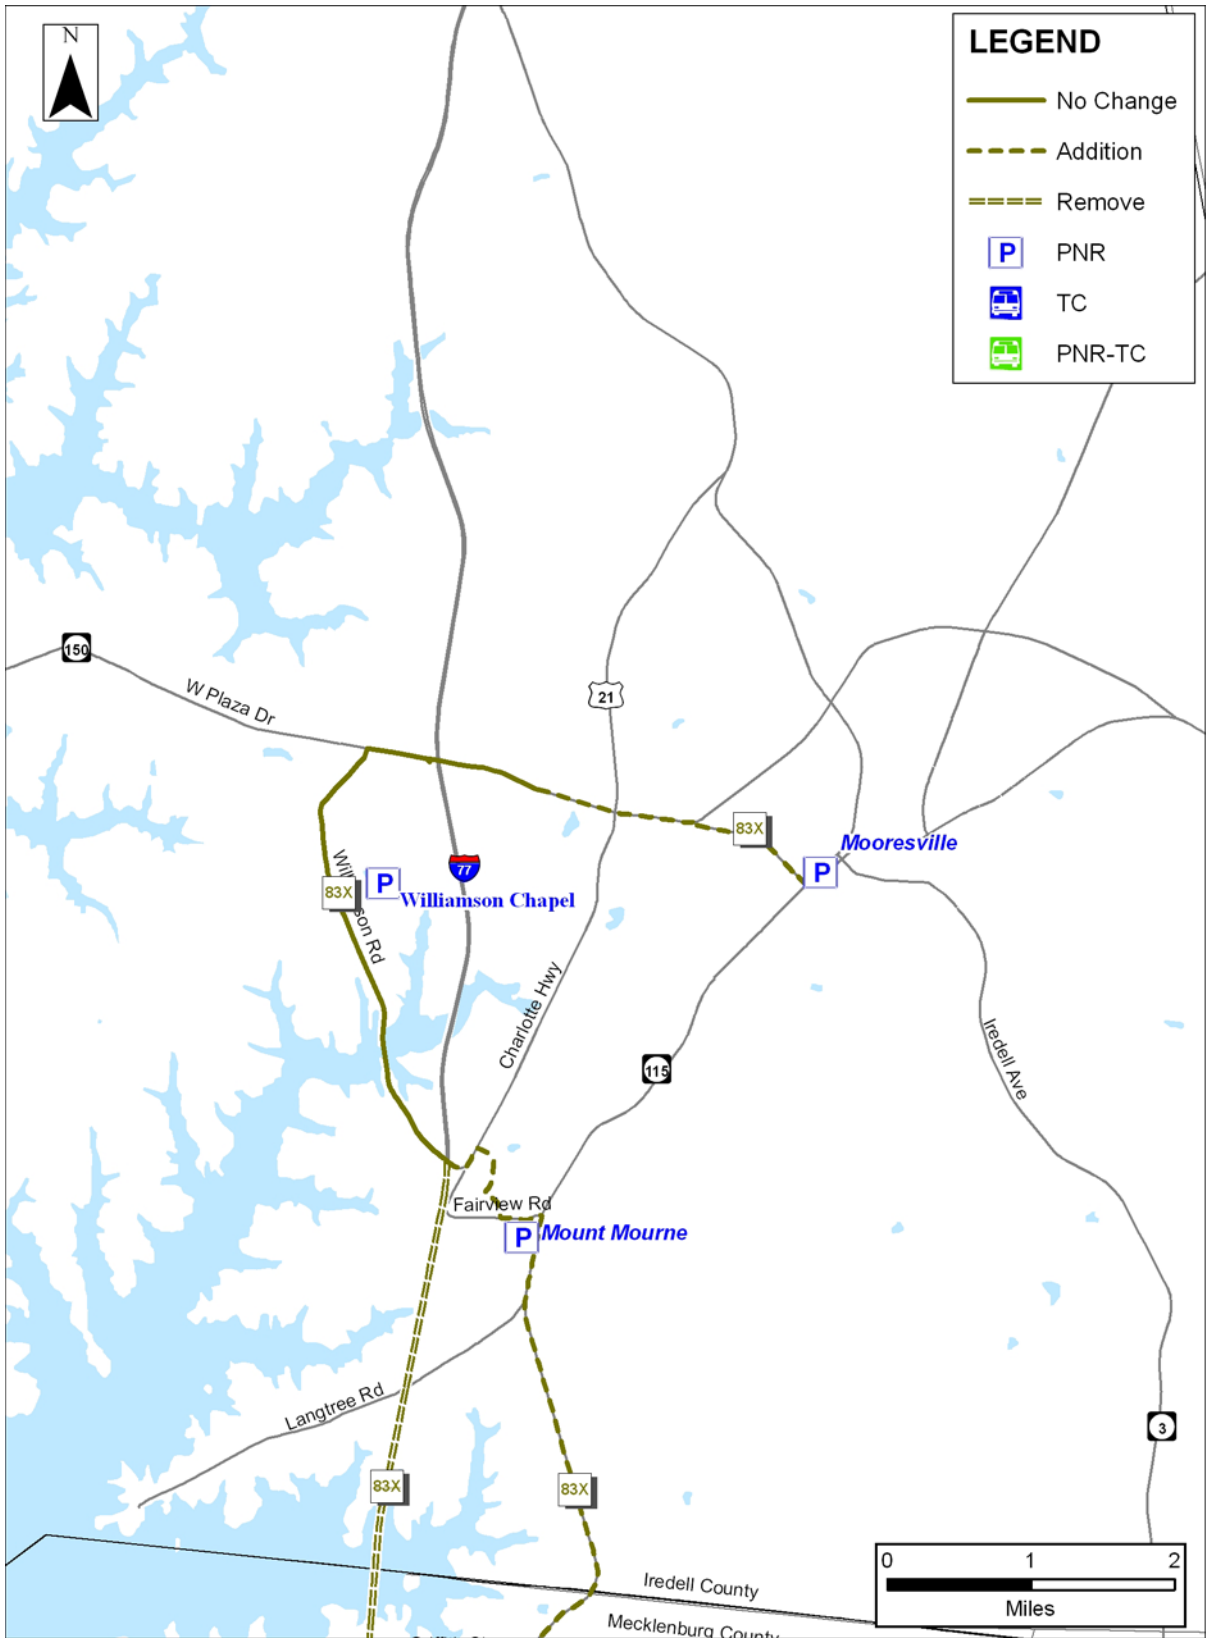 N
LEGEND
No Change
Addition
Remove
P PNR
TC
PNR-TC
150
W Plaza Dr
21
83X
Mooresville
P
77
P
Williamson Chapel
83X
Charlotte Hwy
Iredell Ave
115
Fairview Rd
P Mount Mourne
Langtree Rd
3
83X
83X
0 1 2
Miles
Iredell County
Mecklenburg County